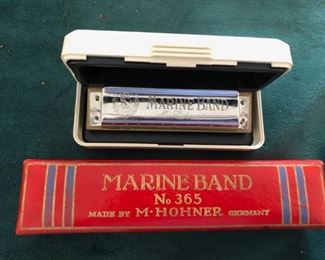 MARINE BAND
MARINE BAND
No 365
MADE BY M. HOHNER GERMANY